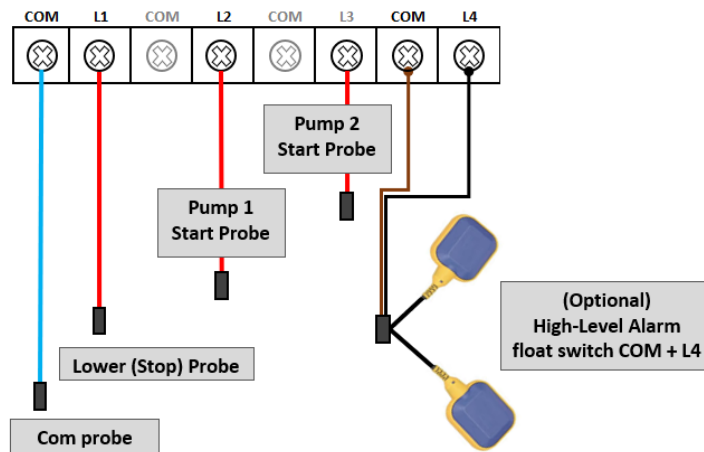 COM L1 COM L2 COM L3 COM L4
Pump 2
Start Probe
Pump 1
Start Probe
(Optional)
High-Level Alarm
float switch COM + L4
Lower (Stop) Probe
Com probe